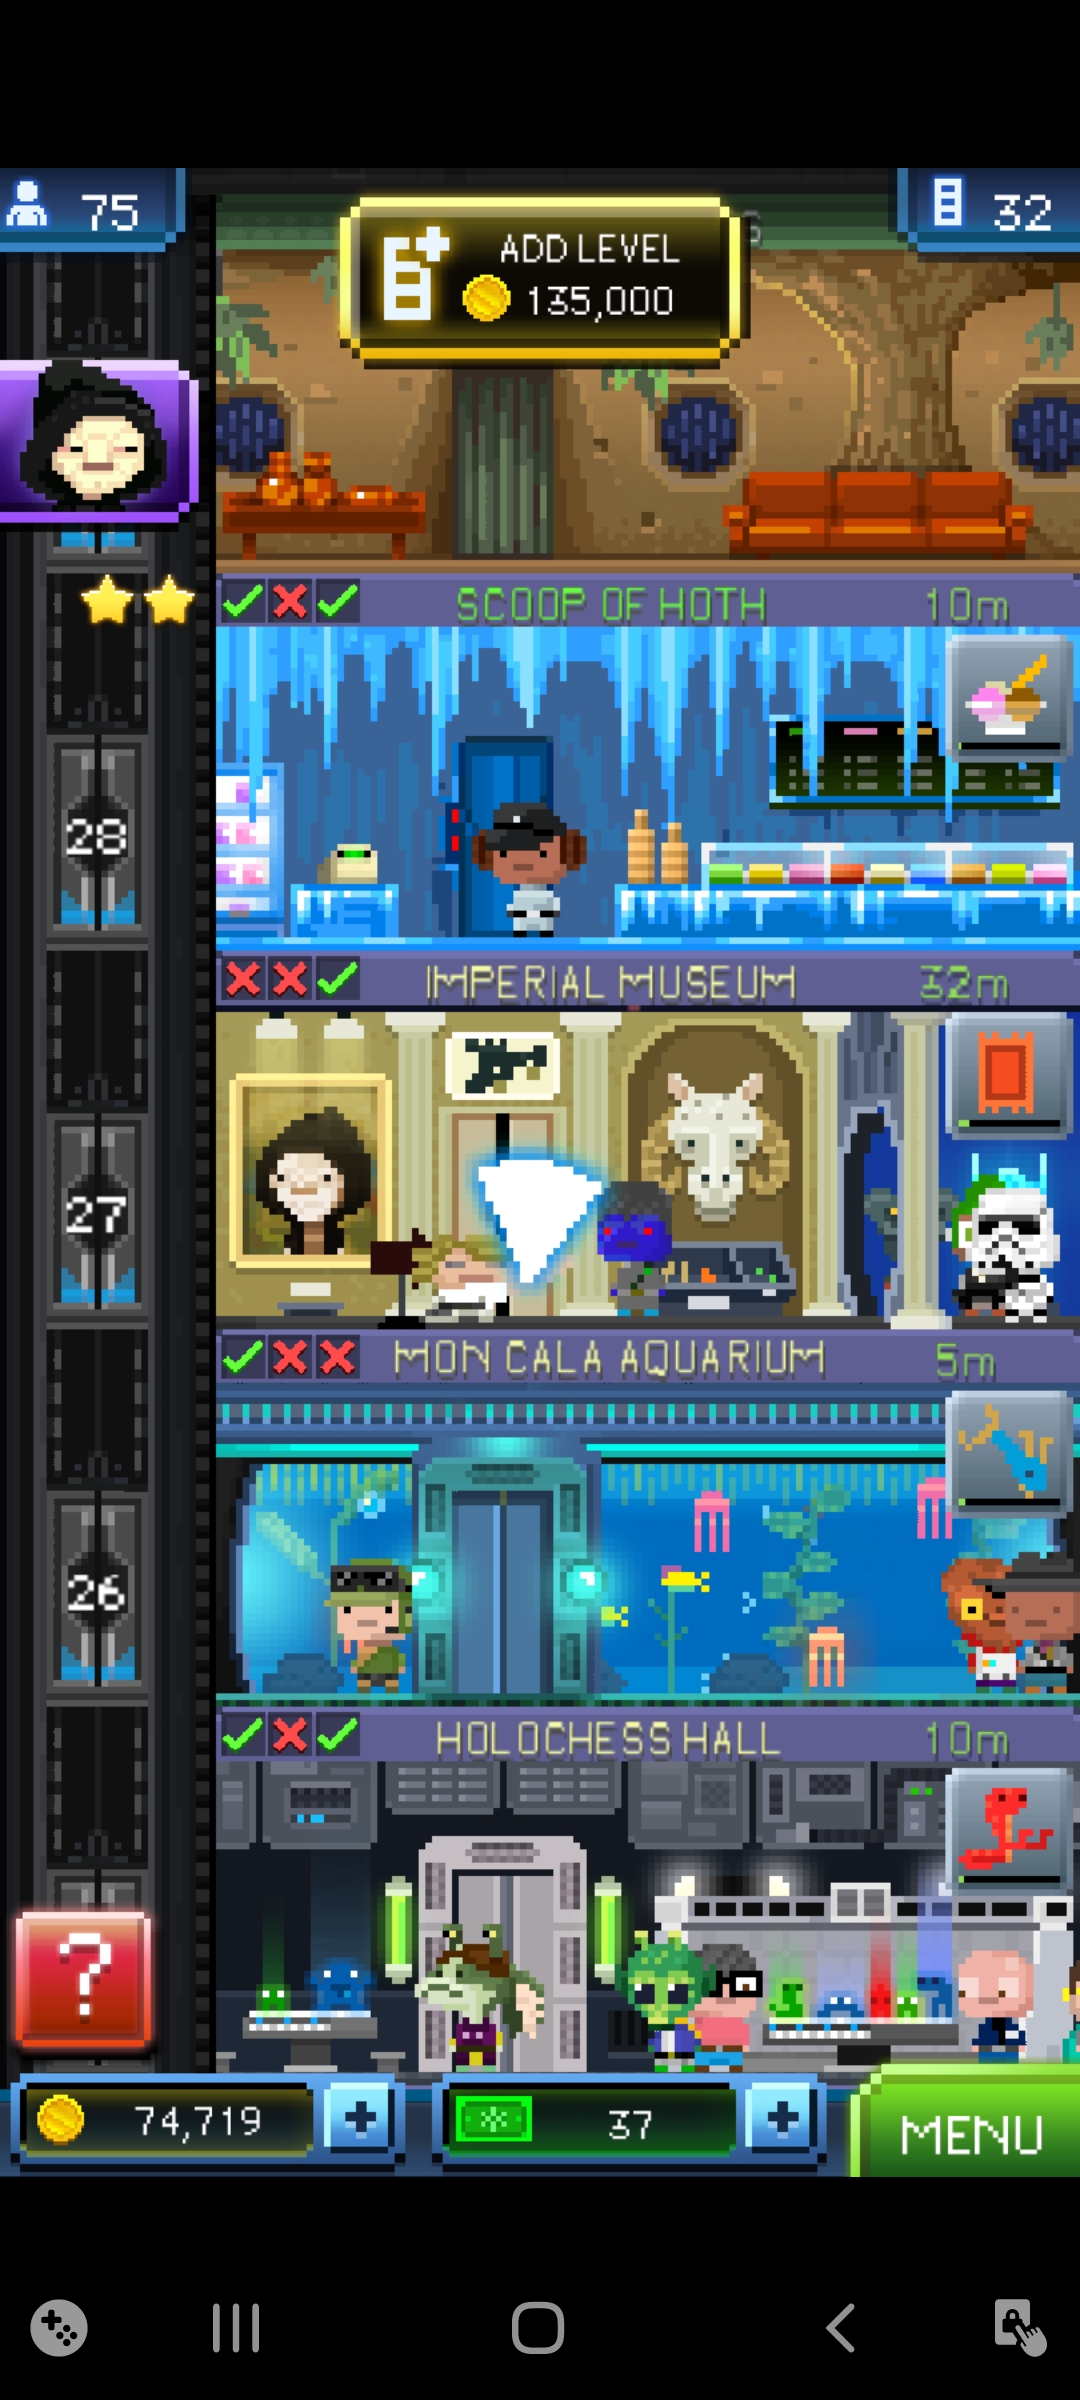 75
32
ADD LEVEL
135,000
SCOOP OF HOTH 10m
28
IMPERIAL MUSEUM 32m
27
MON CALA AQUARIUM 5m
26
HOLOCHESS HALL 10m
?
74,719 +
37 +
MENU